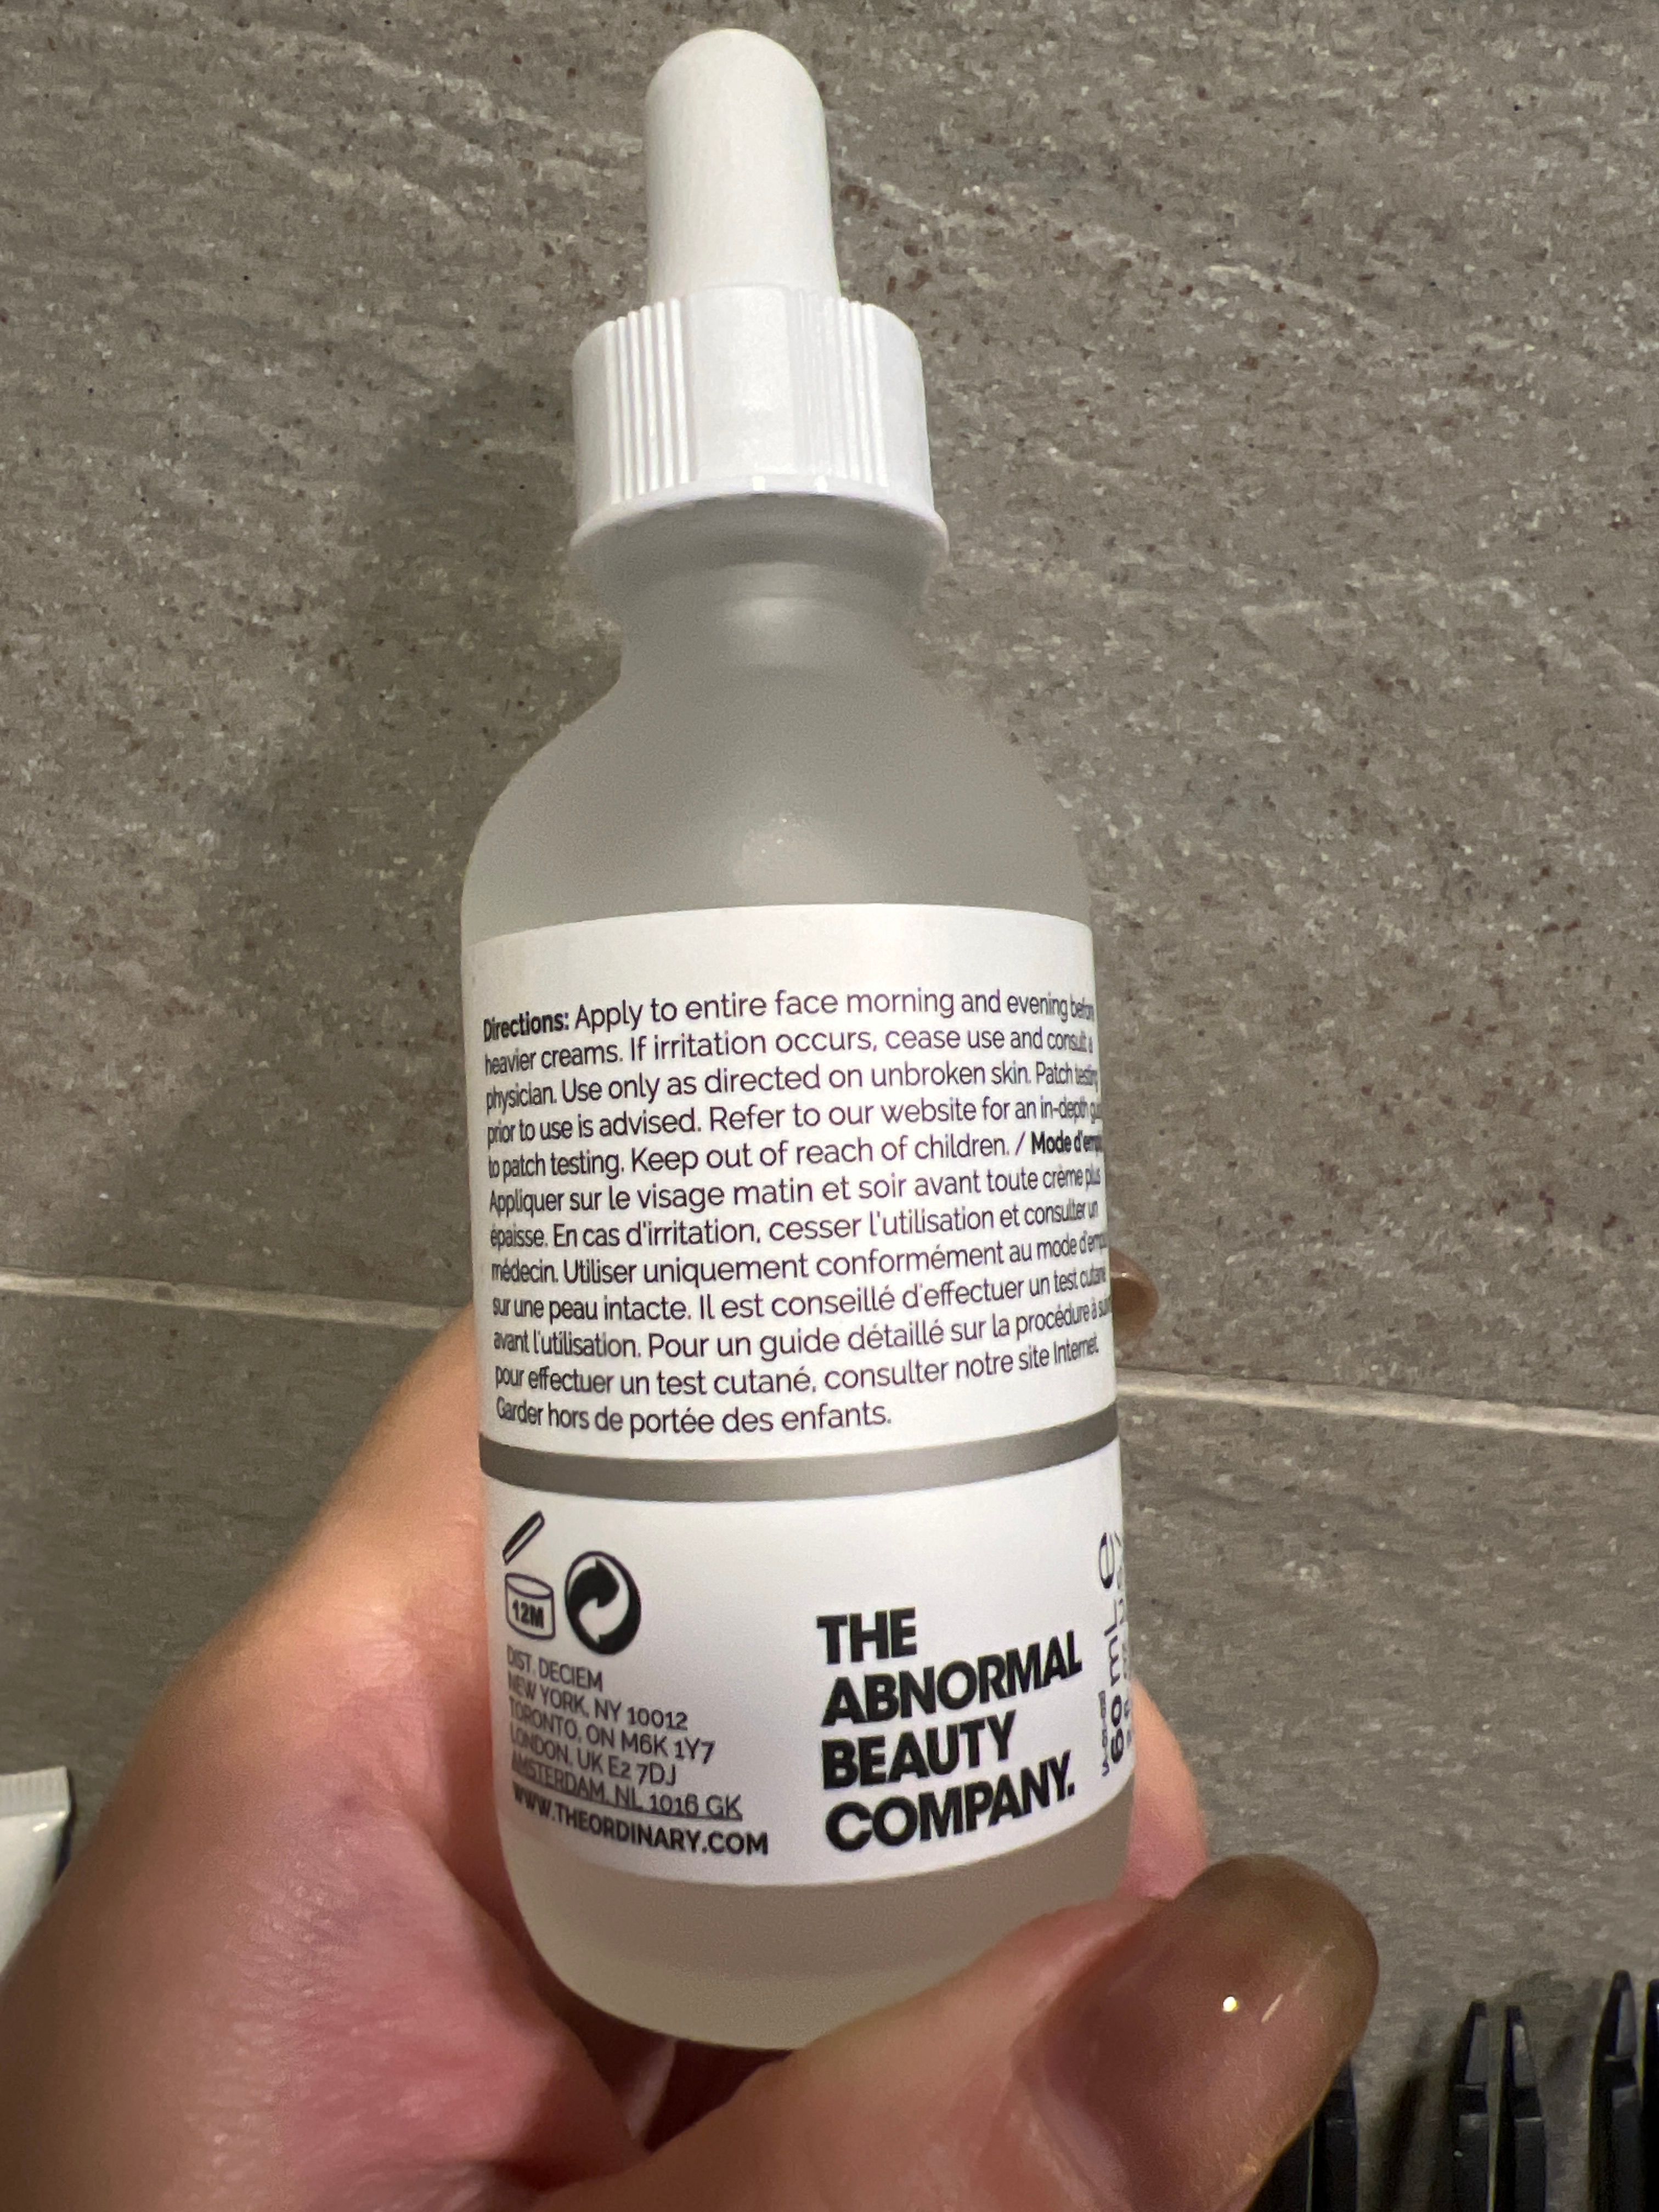 Directions: Apply to entire face morning and evening before
heavier creams. If irritation occurs, cease use and consult a
physician. Use only as directed on unbroken skin. Patch testing
prior to use is advised. Refer to our website for an in-depth
to patch testing. Keep out of reach of children. / Mode d'emploi
Appliquer sur le visage matin et soir avant toute crème plus
épaisse. En cas d'irritation, cesser l'utilisation et consulter un
médecin. Utiliser uniquement conformément au mode d'emploi
sur une peau intacte. Il est conseillé d'effectuer un test cutané
avant l'utilisation. Pour un guide détaillé sur la procédure à
pour effectuer un test cutané, consulter notre site Internet.
Garder hors de portée des enfants.
12M
DIST. DECIEM
NEW YORK, NY 10012
TORONTO, ON M6K 1Y7
LONDON, UK E2 7DJ
AMSTERDAM, NL 1016 GK
WWW.THEORDINARY.COM
THE
ABNORMAL
BEAUTY
COMPANY.
60 mL e